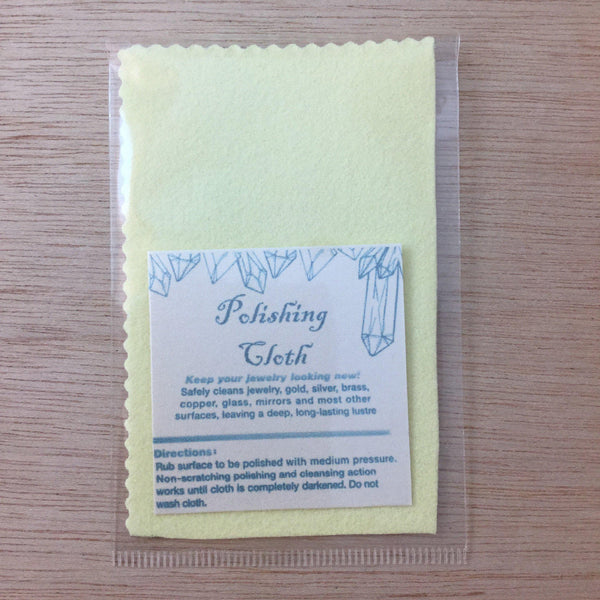 Polishing
Cloth
Keep your jewelry looking new!
Safely cleans jewelry, gold, silver, brass,
copper, glass, mirrors and most other
surfaces, leaving a deep, long-lasting lustre
Directions:
Rub surface to be polished with medium pressure.
Non-scratching polishing and cleansing action
works until cloth is completely darkened. Do not
wash cloth.